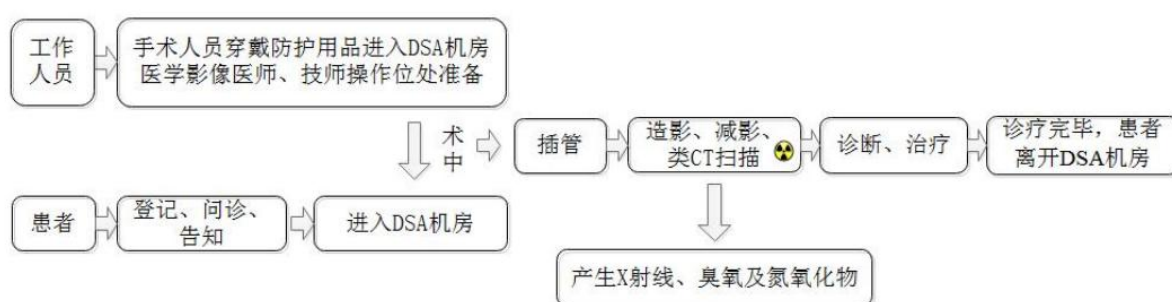 工作
人员
手术人员穿戴防护用品进入DSA机房
医学影像医师、技师操作位处准备
术
中
插管
造影、减影、
类CT扫描
诊断、治疗
诊疗完毕，患者
离开DSA机房
患者
登记、问诊、
告知
进入DSA机房
产生X射线、臭氧及氮氧化物